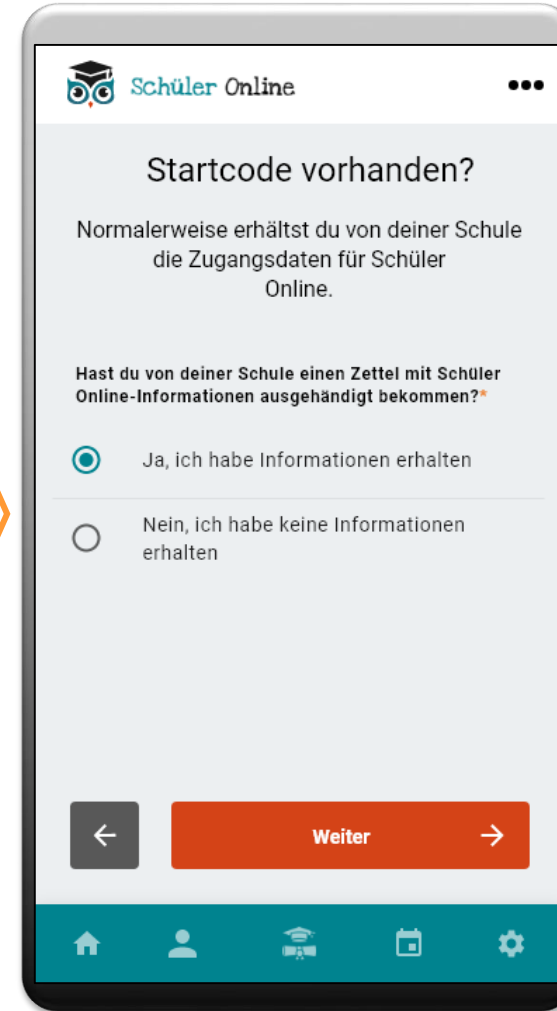 Schüler Online
Startcode vorhanden?
Normalerweise erhältst du von deiner Schule
die Zugangsdaten für Schüler
Online.
Hast du von deiner Schule einen Zettel mit Schüler
Online-Informationen ausgehändigt bekommen?*
Ja, ich habe Informationen erhalten
Nein, ich habe keine Informationen
erhalten
Weiter